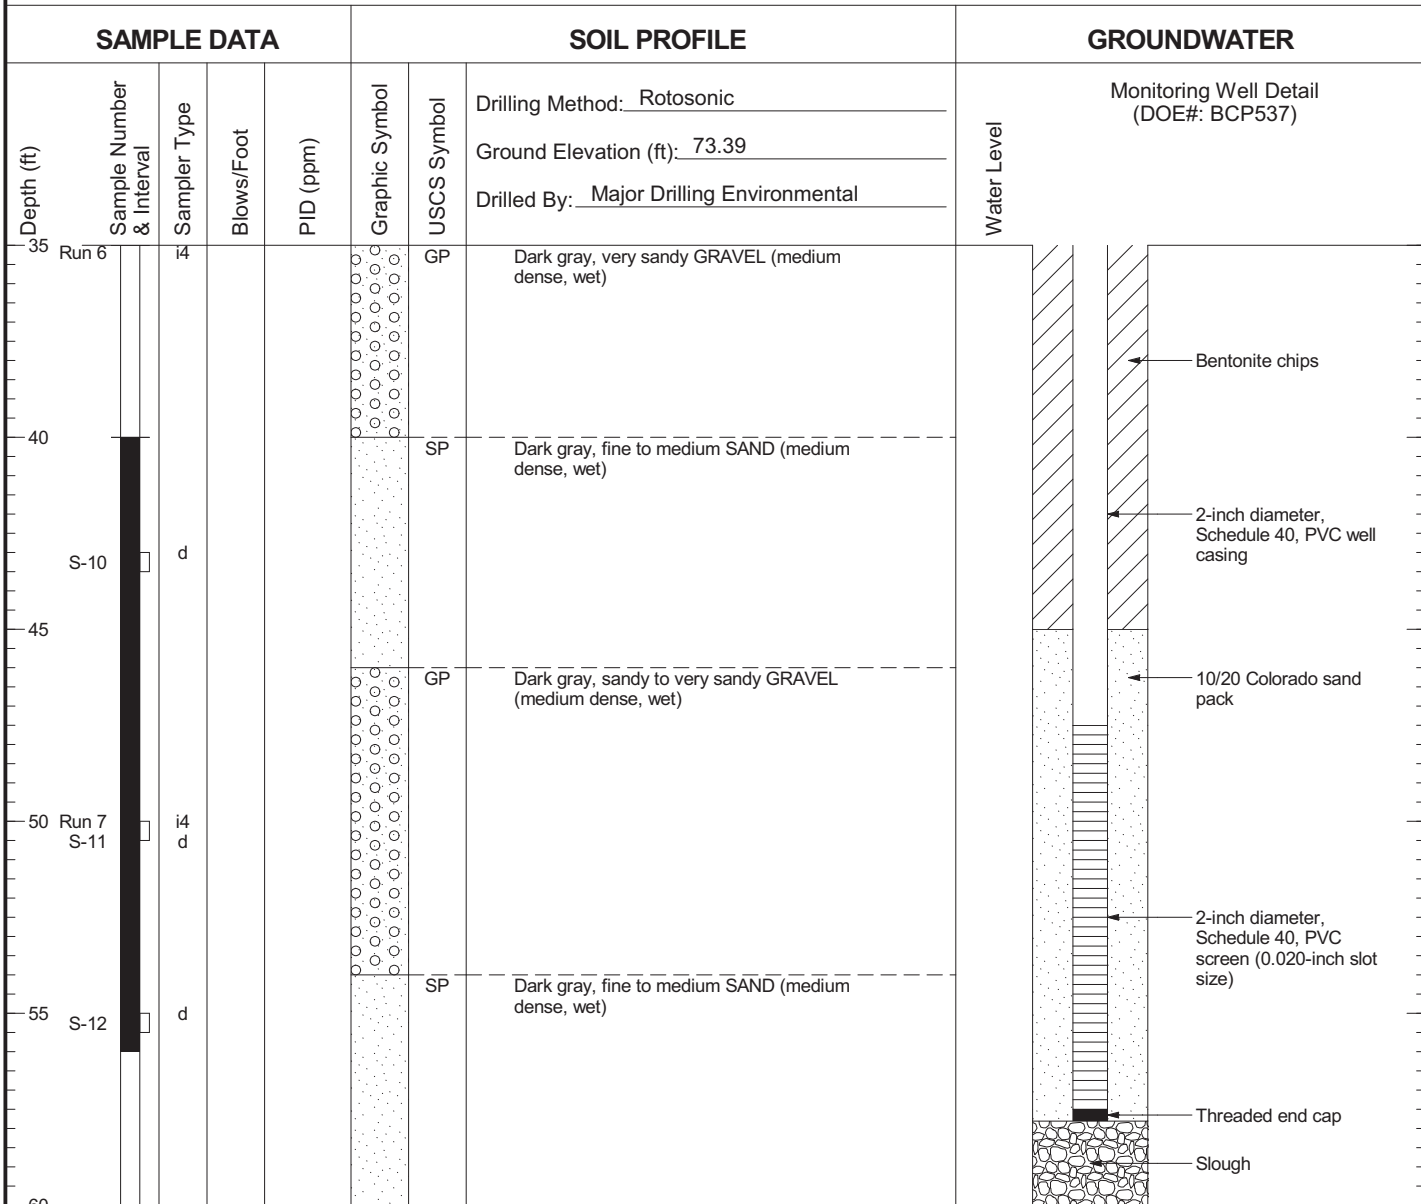 SAMPLE DATA
SOIL PROFILE
GROUNDWATER
Depth (ft)
Sample Number
& Interval
Sampler Type
Blows/Foot
PID (ppm)
Graphic Symbol
USCS Symbol
Drilling Method: Rotosonic
Ground Elevation (ft): 73.39
Drilled By: Major Drilling Environmental
Water Level
Monitoring Well Detail
(DOE#: BCP537)
35
Run 6
i4
GP
Dark gray, very sandy GRAVEL (medium
dense, wet)
Bentonite chips
40
SP
Dark gray, fine to medium SAND (medium
dense, wet)
2-inch diameter,
Schedule 40, PVC well
casing
S-10
d
45
GP
Dark gray, sandy to very sandy GRAVEL
(medium dense, wet)
10/20 Colorado sand
pack
50
Run 7
i4
S-11
d
2-inch diameter,
Schedule 40, PVC
screen (0.020-inch slot
size)
SP
Dark gray, fine to medium SAND (medium
dense, wet)
55
S-12
d
Threaded end cap
Slough
60